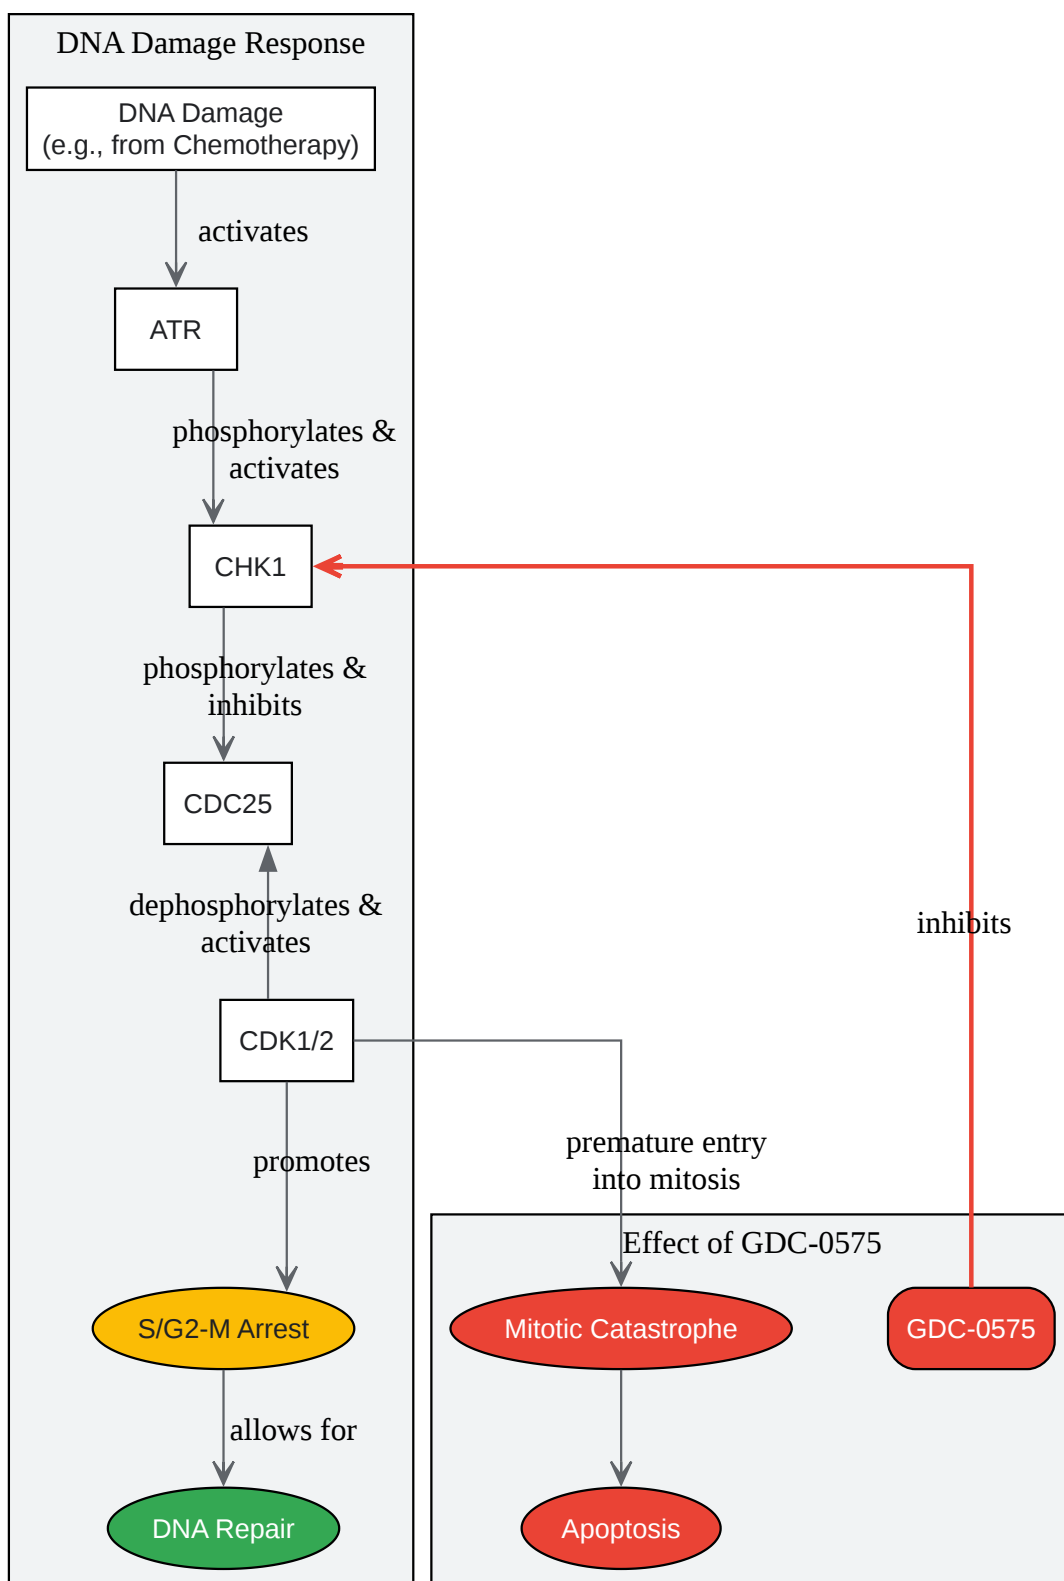 DNA Damage Response
DNA Damage
(e.g., from Chemotherapy)
activates
ATR
phosphorylates &
activates
CHK1
phosphorylates &
inhibits
CDC25
dephosphorylates &
activates
inhibits
CDK1/2
promotes
premature entry
into mitosis
Effect of GDC-0575
S/G2-M Arrest
Mitotic Catastrophe
GDC-0575
allows for
DNA Repair
Apoptosis